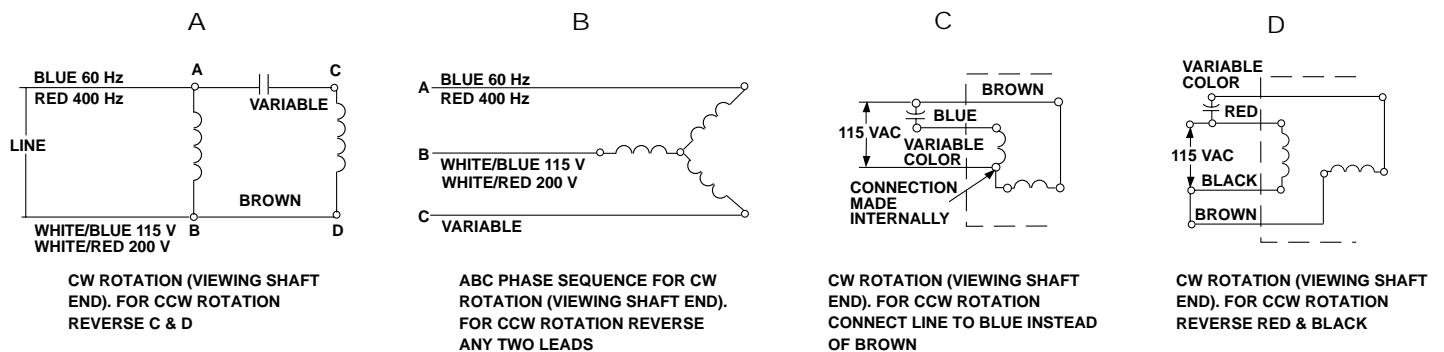 A
BLUE 60 Hz
RED 400 Hz
A
C
VARIABLE
LINE
BROWN
WHITE/BLUE 115 V
WHITE/RED 200 V
B
D
CW ROTATION (VIEWING SHAFT
END). FOR CCW ROTATION
REVERSE C & D
B
A
BLUE 60 Hz
RED 400 Hz
B
WHITE/BLUE 115 V
WHITE/RED 200 V
C
VARIABLE
ABC PHASE SEQUENCE FOR CW
ROTATION (VIEWING SHAFT END).
FOR CCW ROTATION REVERSE
ANY TWO LEADS
C
BROWN
BLUE
115 VAC
VARIABLE
COLOR
CONNECTION
MADE
INTERNALLY
CW ROTATION (VIEWING SHAFT
END). FOR CCW ROTATION
CONNECT LINE TO BLUE INSTEAD
OF BROWN
D
VARIABLE
COLOR
RED
115 VAC
BLACK
BROWN
CW ROTATION (VIEWING SHAFT
END). FOR CCW ROTATION
REVERSE RED & BLACK